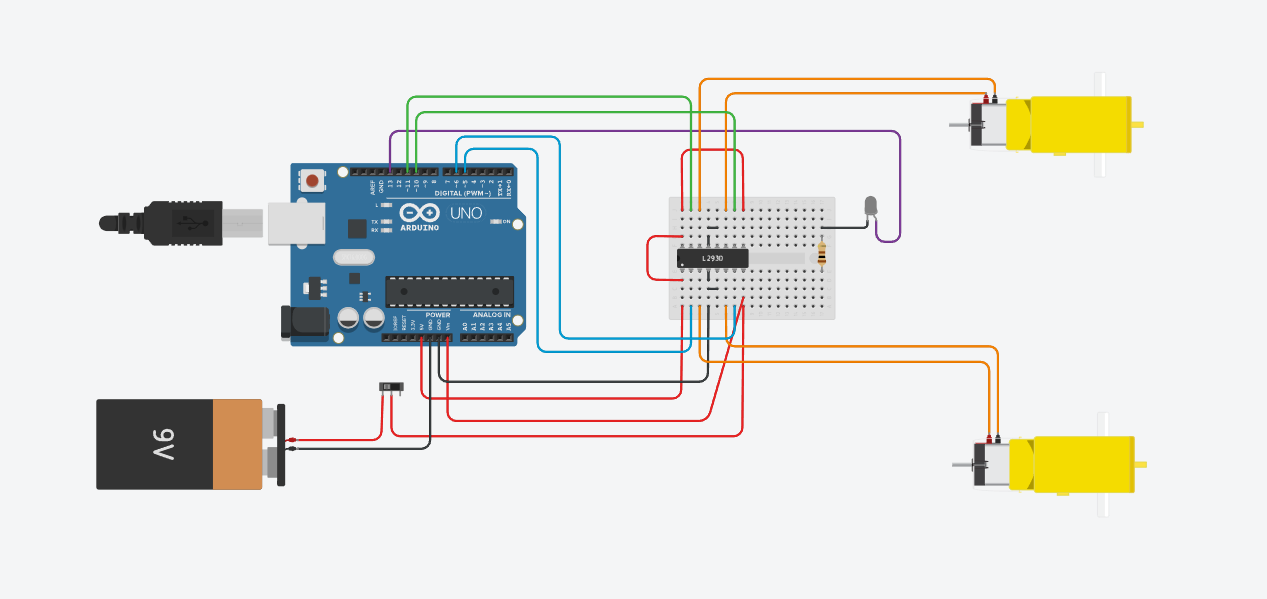 AREF
GND
13
12
~11
~10
~9
8
7
~6
~5
4
~3
2
TX→1
RX←0
DIGITAL (PWM~)
L
TX
RX
ARDUINO
UNO
ON
L293D
POWER
ANALOG IN
IOREF
RESET
3.3V
5V
GND
GND
Vin
A0
A1
A2
A3
A4
A5
9V